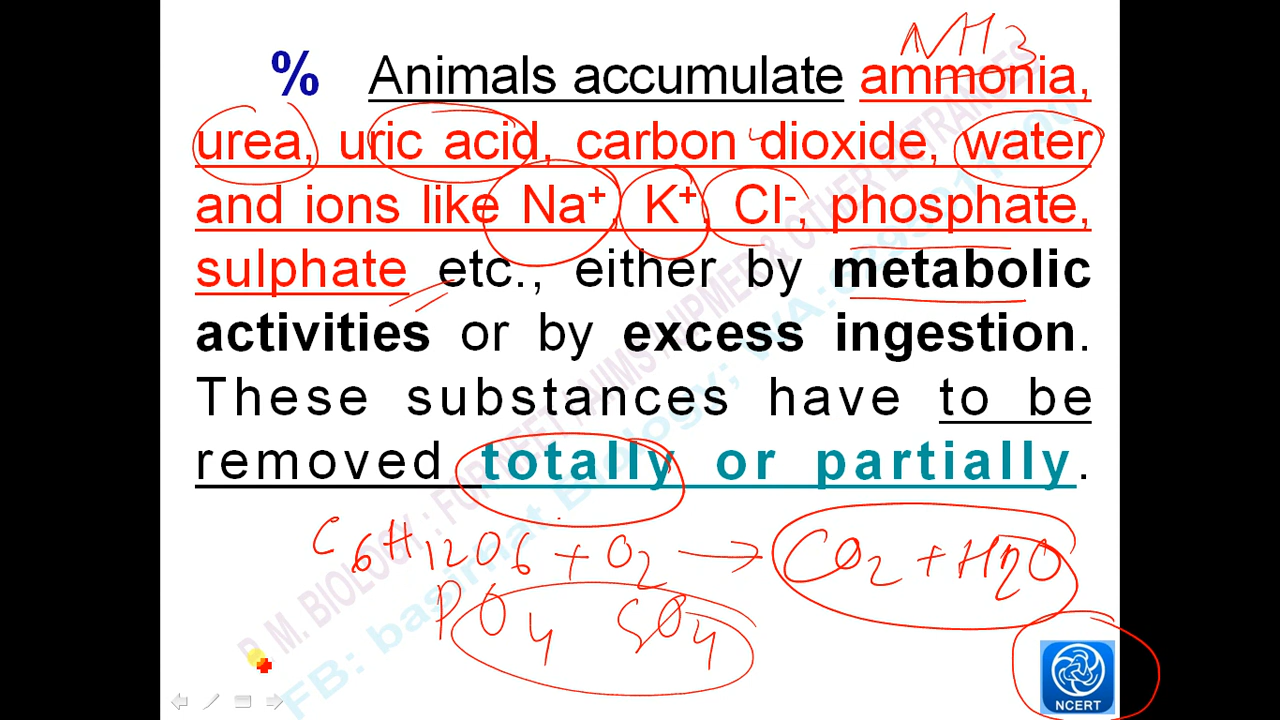 NH3
% Animals accumulate ammonia,
urea, uric acid, carbon dioxide, water
and ions like Na⁺, K⁺, Cl⁻, phosphate,
sulphate etc., either by metabolic
activities or by excess ingestion.
These substances have to be
removed totally or partially.
C6H12O6 + O2 → CO2 + H2O
PO4 SO4
NCERT